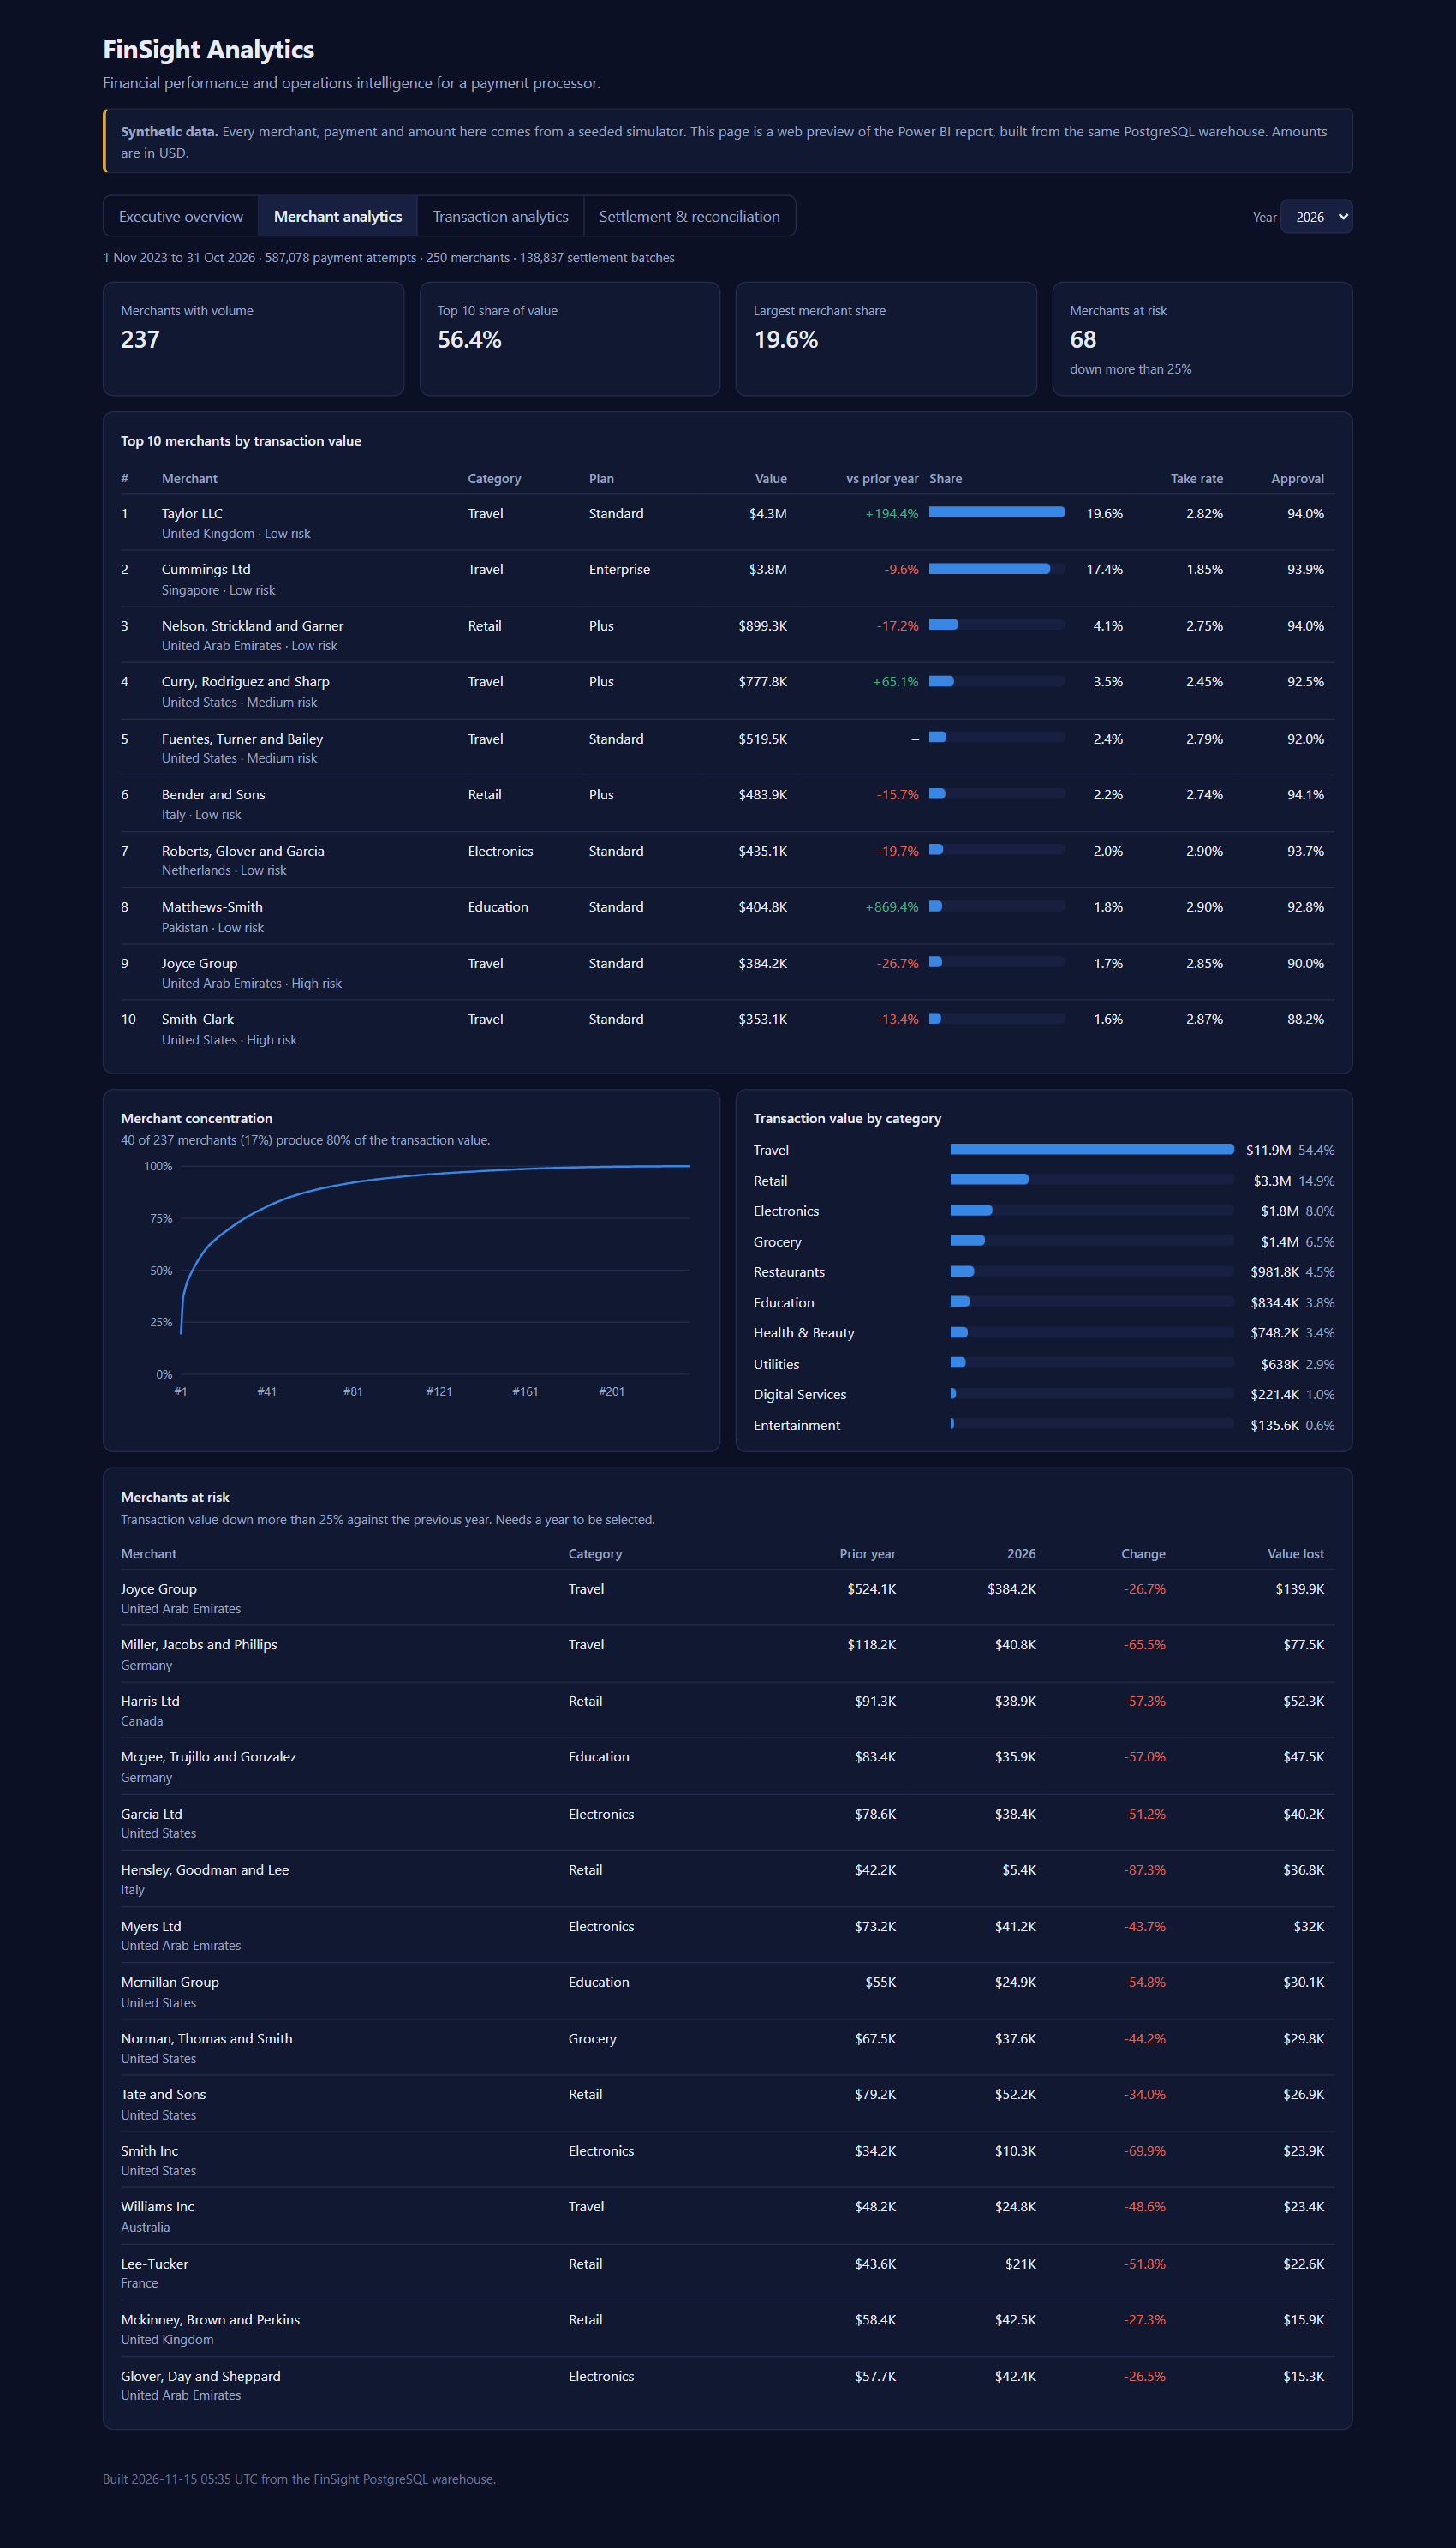 FinSight Analytics
Financial performance and operations intelligence for a payment processor.
Synthetic data. Every merchant, payment and amount here comes from a seeded simulator. This page is a web preview of the Power BI report, built from the same PostgreSQL warehouse. Amounts
are in USD.
Executive overview Merchant analytics Transaction analytics Settlement & reconciliation Year 2026
1 Nov 2023 to 31 Oct 2026 · 587,078 payment attempts · 250 merchants · 138,837 settlement batches
Merchants with volume Top 10 share of value Largest merchant share Merchants at risk
237 56.4% 19.6% 68
down more than 25%
Top 10 merchants by transaction value
# Merchant Category Plan Value vs prior year Share Take rate Approval
1 Taylor LLC Travel Standard $4.3M +194.4% 19.6% 2.82% 94.0%
United Kingdom · Low risk
2 Cummings Ltd Travel Enterprise $3.8M -9.6% 17.4% 1.85% 93.9%
Singapore · Low risk
3 Nelson, Strickland and Garner Retail Plus $899.3K -17.2% 4.1% 2.75% 94.0%
United Arab Emirates · Low risk
4 Curry, Rodriguez and Sharp Travel Plus $777.8K +65.1% 3.5% 2.45% 92.5%
United States · Medium risk
5 Fuentes, Turner and Bailey Travel Standard $519.5K – 2.4% 2.79% 92.0%
United States · Medium risk
6 Bender and Sons Retail Plus $483.9K -15.7% 2.2% 2.74% 94.1%
Italy · Low risk
7 Roberts, Glover and Garcia Electronics Standard $435.1K -19.7% 2.0% 2.90% 93.7%
Netherlands · Low risk
8 Matthews-Smith Education Standard $404.8K +869.4% 1.8% 2.90% 92.8%
Pakistan · Low risk
9 Joyce Group Travel Standard $384.2K -26.7% 1.7% 2.85% 90.0%
United Arab Emirates · High risk
10 Smith-Clark Travel Standard $353.1K -13.4% 1.6% 2.87% 88.2%
United States · High risk
Merchant concentration
40 of 237 merchants (17%) produce 80% of the transaction value.
100%
75%
50%
25%
0%
#1 #41 #81 #121 #161 #201
Transaction value by category
Travel $11.9M 54.4%
Retail $3.3M 14.9%
Electronics $1.8M 8.0%
Grocery $1.4M 6.5%
Restaurants $981.8K 4.5%
Education $834.4K 3.8%
Health & Beauty $748.2K 3.4%
Utilities $638K 2.9%
Digital Services $221.4K 1.0%
Entertainment $135.6K 0.6%
Merchants at risk
Transaction value down more than 25% against the previous year. Needs a year to be selected.
Merchant Category Prior year 2026 Change Value lost
Joyce Group Travel $524.1K $384.2K -26.7% $139.9K
United Arab Emirates
Miller, Jacobs and Phillips Travel $118.2K $40.8K -65.5% $77.5K
Germany
Harris Ltd Retail $91.3K $38.9K -57.3% $52.3K
Canada
Mcgee, Trujillo and Gonzalez Education $83.4K $35.9K -57.0% $47.5K
Germany
Garcia Ltd Electronics $78.6K $38.4K -51.2% $40.2K
United States
Hensley, Goodman and Lee Retail $42.2K $5.4K -87.3% $36.8K
Italy
Myers Ltd Electronics $73.2K $41.2K -43.7% $32K
United Arab Emirates
Mcmillan Group Education $55K $24.9K -54.8% $30.1K
United States
Norman, Thomas and Smith Grocery $67.5K $37.6K -44.2% $29.8K
United States
Tate and Sons Retail $79.2K $52.2K -34.0% $26.9K
United States
Smith Inc Electronics $34.2K $10.3K -69.9% $23.9K
United States
Williams Inc Travel $48.2K $24.8K -48.6% $23.4K
Australia
Lee-Tucker Retail $43.6K $21K -51.8% $22.6K
France
Mckinney, Brown and Perkins Retail $58.4K $42.5K -27.3% $15.9K
United Kingdom
Glover, Day and Sheppard Electronics $57.7K $42.4K -26.5% $15.3K
United Arab Emirates
Built 2026-11-15 05:35 UTC from the FinSight PostgreSQL warehouse.